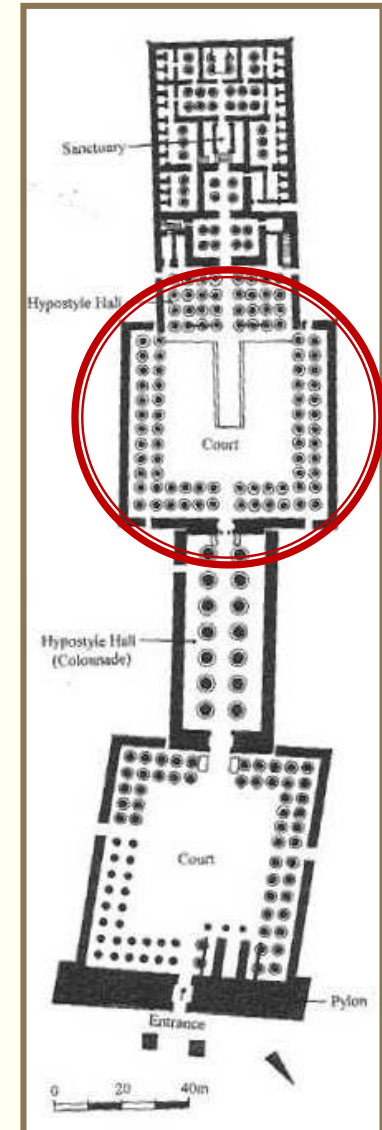 Sanctuary
Hypostyle Hall
Court
Hypostyle Hall
(Colonnade)
Court
Pylon
Entrance
0 20 40m